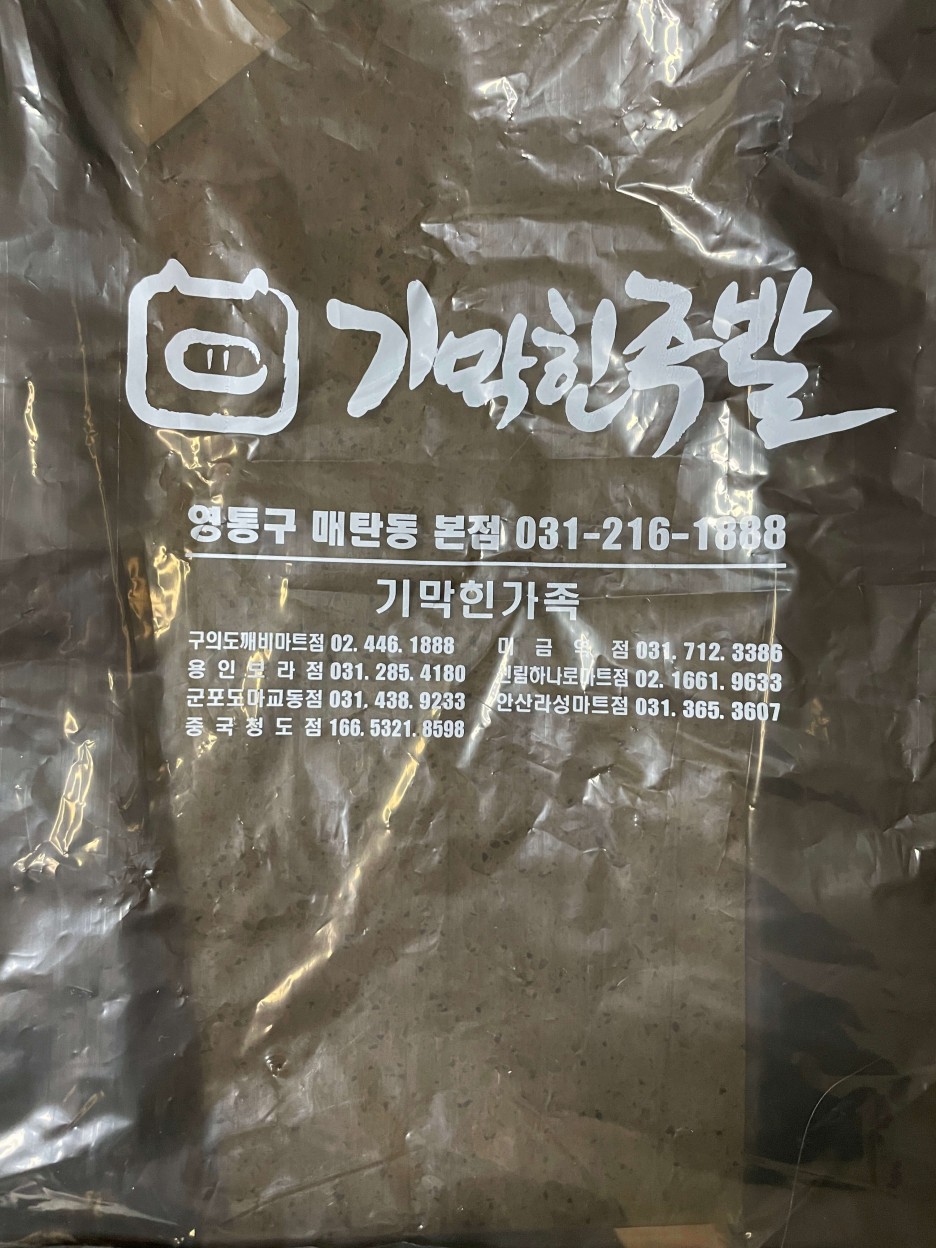 기막힌족발
영통구 매탄동 본점 031-216-1888
기막힌가족
구의도깨비마트점 02. 446. 1888
용인보라점 031. 285. 4180
군포도마교동점 031. 438. 9233
중국청도점 166. 5321. 8598
미금역점 031. 712. 3386
신림하나로마트점 02. 1661. 9633
안산라성마트점 031. 365. 3607